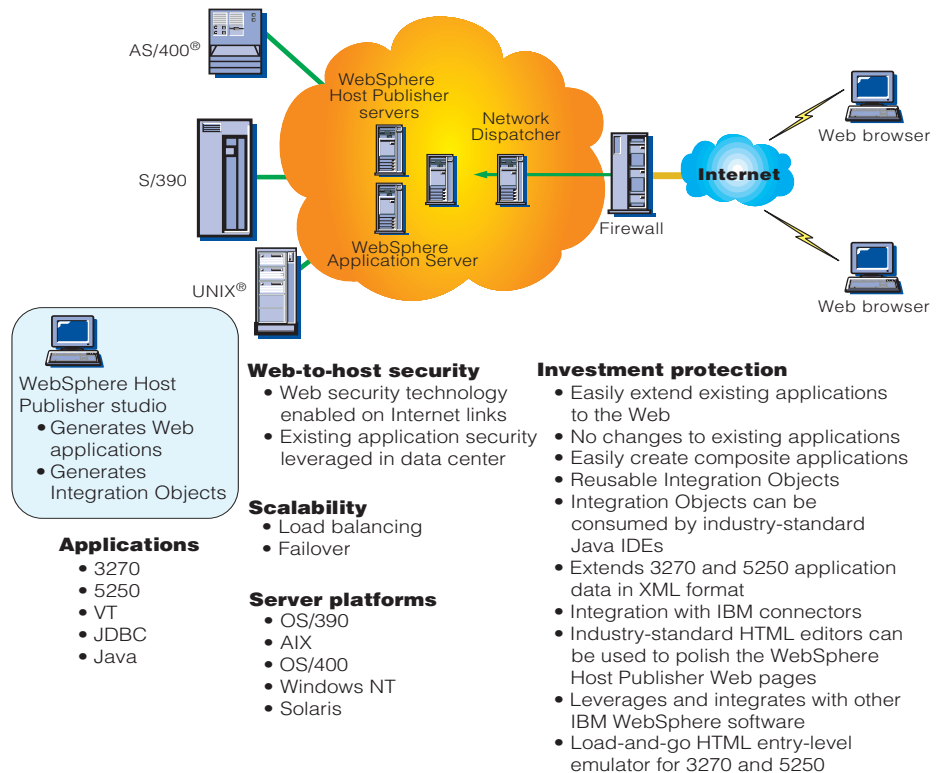 AS/400®
WebSphere
Host Publisher
servers
Network
Dispatcher
Web browser
S/390
Internet
Firewall
WebSphere
Application Server
UNIX®
Web browser
WebSphere Host
Publisher studio
• Generates Web
applications
• Generates
Integration Objects
Applications
• 3270
• 5250
• VT
• JDBC
• Java
Web-to-host security
• Web security technology
enabled on Internet links
• Existing application security
leveraged in data center
Scalability
• Load balancing
• Failover
Server platforms
• OS/390
• AIX
• OS/400
• Windows NT
• Solaris
Investment protection
• Easily extend existing applications
to the Web
• No changes to existing applications
• Easily create composite applications
• Reusable Integration Objects
• Integration Objects can be
consumed by industry-standard
Java IDEs
• Extends 3270 and 5250 application
data in XML format
• Integration with IBM connectors
• Industry-standard HTML editors can
be used to polish the WebSphere
Host Publisher Web pages
• Leverages and integrates with other
IBM WebSphere software
• Load-and-go HTML entry-level
emulator for 3270 and 5250